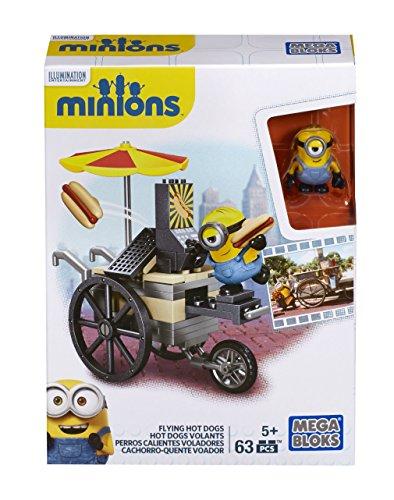 ILLUMINATION
ENTERTAINMENT
minions
FLYING HOT DOGS
HOT DOGS VOLANTS
PERROS CALIENTES VOLADORES
CACHORRO-QUENTE VOADOR
5+
63 PCS
MEGA
BLOKS